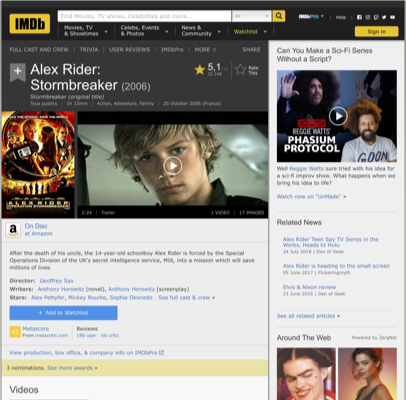 IMDb
Find Movies, TV shows, Celebrities and more...
All
IMDbPro
Help
Movies, TV & Showtimes
Celebs, Events & Photos
News & Community
Watchlist
Sign in
FULL CAST AND CREW | TRIVIA | USER REVIEWS | IMDbPro | MORE
SHARE
Alex Rider:
Stormbreaker (2006)
Stormbreaker (original title)
Tous publics | 1h 33min | Action, Adventure, Family | 25 October 2006 (France)
5,1
Rate This
ALEX RIDER
OPERATION STORMBREAKER
2:24 | Trailer
1 VIDEO | 17 IMAGES
On Disc
at Amazon
After the death of his uncle, the 14-year-old schoolboy Alex Rider is forced by the Special
Operations Division of the UK's secret intelligence service, MI6, into a mission which will save
millions of lives.
Director: Geoffrey Sax
Writers: Anthony Horowitz (novel), Anthony Horowitz (screenplay)
Stars: Alex Pettyfer, Mickey Rourke, Sophie Okonedo | See full cast & crew »
+ Add to Watchlist
Metascore
From metacritic.com
Reviews
186 user | 66 critic
View production, box office, & company info on IMDbPro
3 nominations. See more awards »
Videos
Can You Make a Sci-Fi Series
Without a Script?
REGGIE WATTS'
PHASIUM
PROTOCOL
Well Reggie Watts sure tried with his idea for
a sci-fi improv show. What happens when we
bring his idea to life?
Watch now on "UnMade" »
Related News
Alex Rider Teen Spy TV Series in the
Works, Heads to Hulu
24 July 2018 | Den of Geek
Alex Rider is heading to the small screen
05 June 2017 | Flickeringmyth
Elvis & Nixon review
23 June 2016 | Den of Geek
See all related articles »
Around The Web
Powered by ZergNet